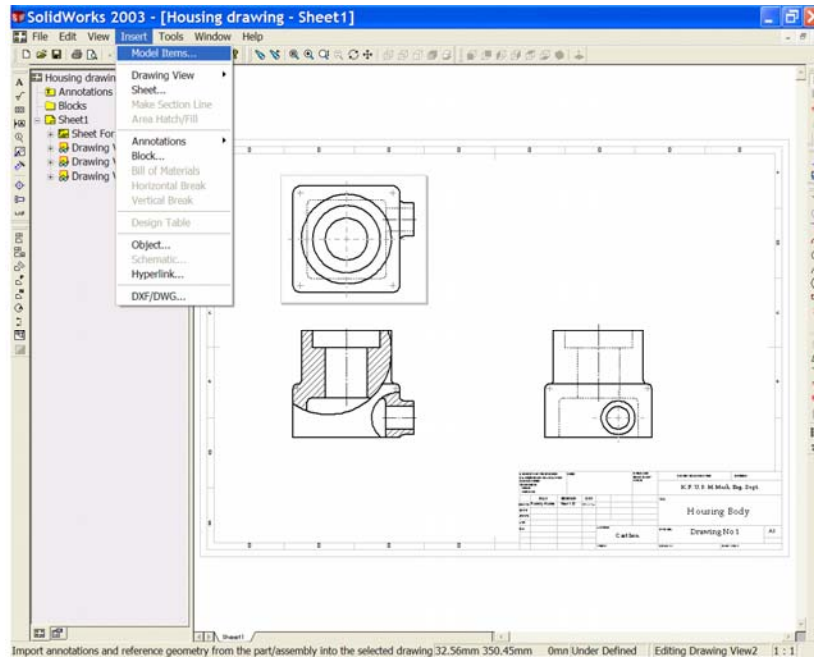 SolidWorks 2003 - [Housing drawing - Sheet1]
File Edit View Insert Tools Window Help
Model Items...
Drawing View
Sheet...
Make Section Line
Area Hatch/Fill
Annotations
Block...
Bill of Materials
Horizontal Break
Vertical Break
Design Table
Object...
Schematic...
Hyperlink...
DXF/DWG...
Housing drawin
Annotations
Blocks
Sheet1
Sheet For
Drawing V
Drawing V
Drawing V
K.F.U.P.M Mech. Eng. Dept.
Housing Body
Cast Iron
Drawing No 1
A3
Sheet1
Import annotations and reference geometry from the part/assembly into the selected drawing 32.56mm 350.45mm 0mm Under Defined Editing Drawing View2 1 : 1